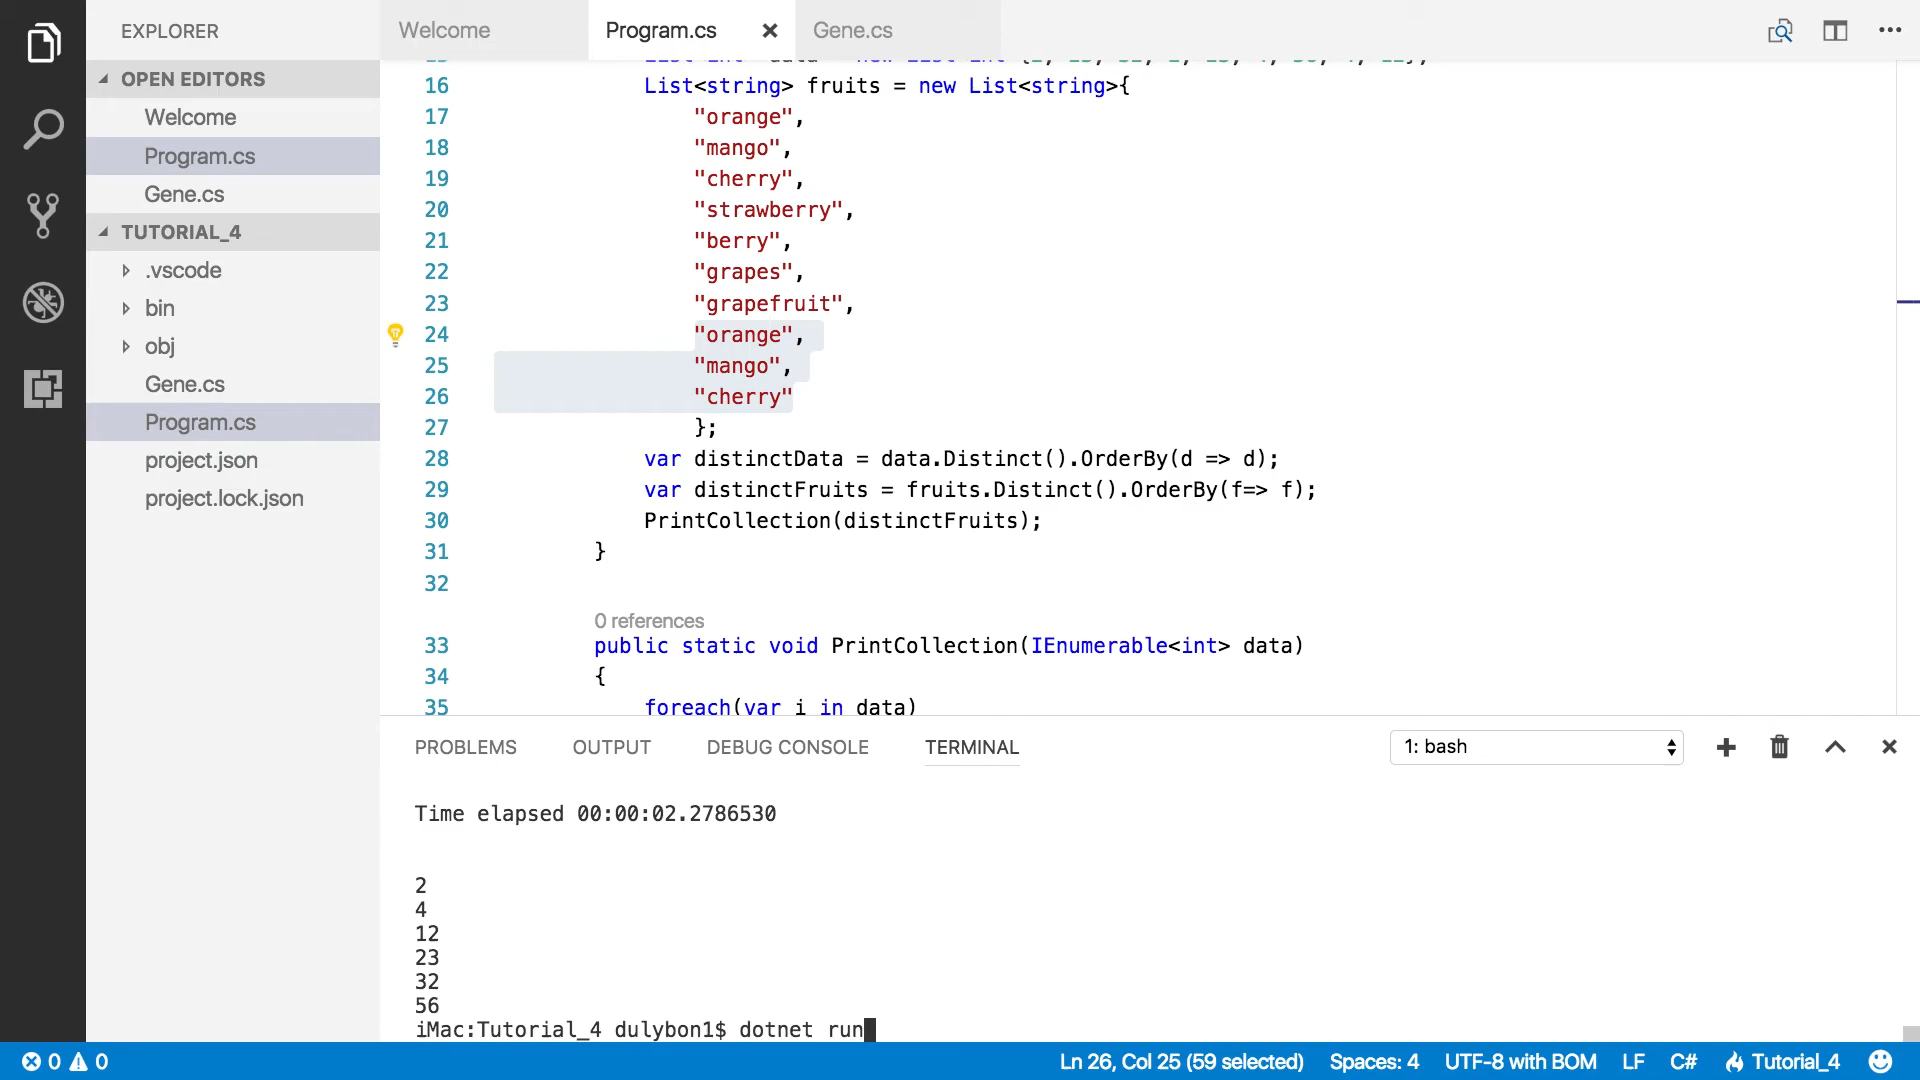 EXPLORER
Welcome
Program.cs
Gene.cs
OPEN EDITORS
Welcome
Program.cs
Gene.cs
TUTORIAL_4
.vscode
bin
obj
Gene.cs
Program.cs
project.json
project.lock.json
16 List<string> fruits = new List<string>{
17 "orange",
18 "mango",
19 "cherry",
20 "strawberry",
21 "berry",
22 "grapes",
23 "grapefruit",
24 "orange",
25 "mango",
26 "cherry"
27 };
28 var distinctData = data.Distinct().OrderBy(d => d);
29 var distinctFruits = fruits.Distinct().OrderBy(f=> f);
30 PrintCollection(distinctFruits);
31 }
32
0 references
33 public static void PrintCollection(IEnumerable<int> data)
34 {
35 foreach(var i in data)
PROBLEMS OUTPUT DEBUG CONSOLE TERMINAL 1: bash
Time elapsed 00:00:02.2786530
2
4
12
23
32
56
iMac:Tutorial_4 dulybon1$ dotnet run
0 0 Ln 26, Col 25 (59 selected) Spaces: 4 UTF-8 with BOM LF C# Tutorial_4